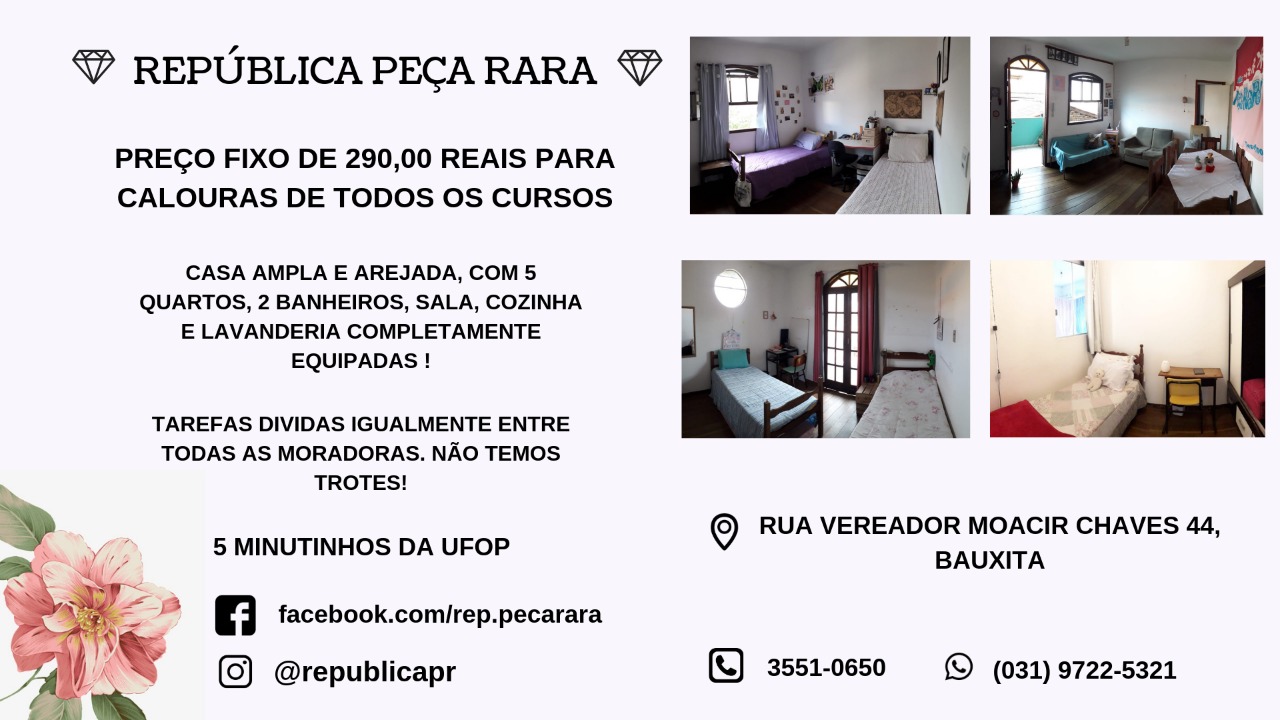 REPÚBLICA PEÇA RARA
PREÇO FIXO DE 290,00 REAIS PARA
CALOURAS DE TODOS OS CURSOS
CASA AMPLA E AREJADA, COM 5
QUARTOS, 2 BANHEIROS, SALA, COZINHA
E LAVANDERIA COMPLETAMENTE
EQUIPADAS !
TAREFAS DIVIDAS IGUALMENTE ENTRE
TODAS AS MORADORAS. NÃO TEMOS
TROTES!
5 MINUTINHOS DA UFOP
facebook.com/rep.pecarara
@republicapr
RUA VEREADOR MOACIR CHAVES 44,
BAUXITA
3551-0650
(031) 9722-5321